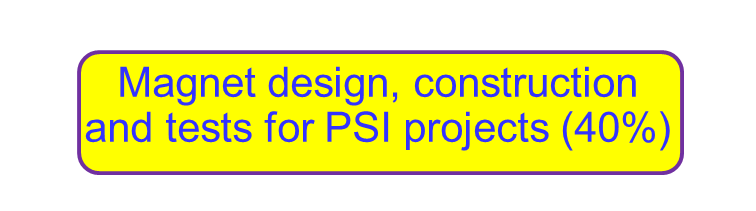 Magnet design, construction
and tests for PSI projects (40%)